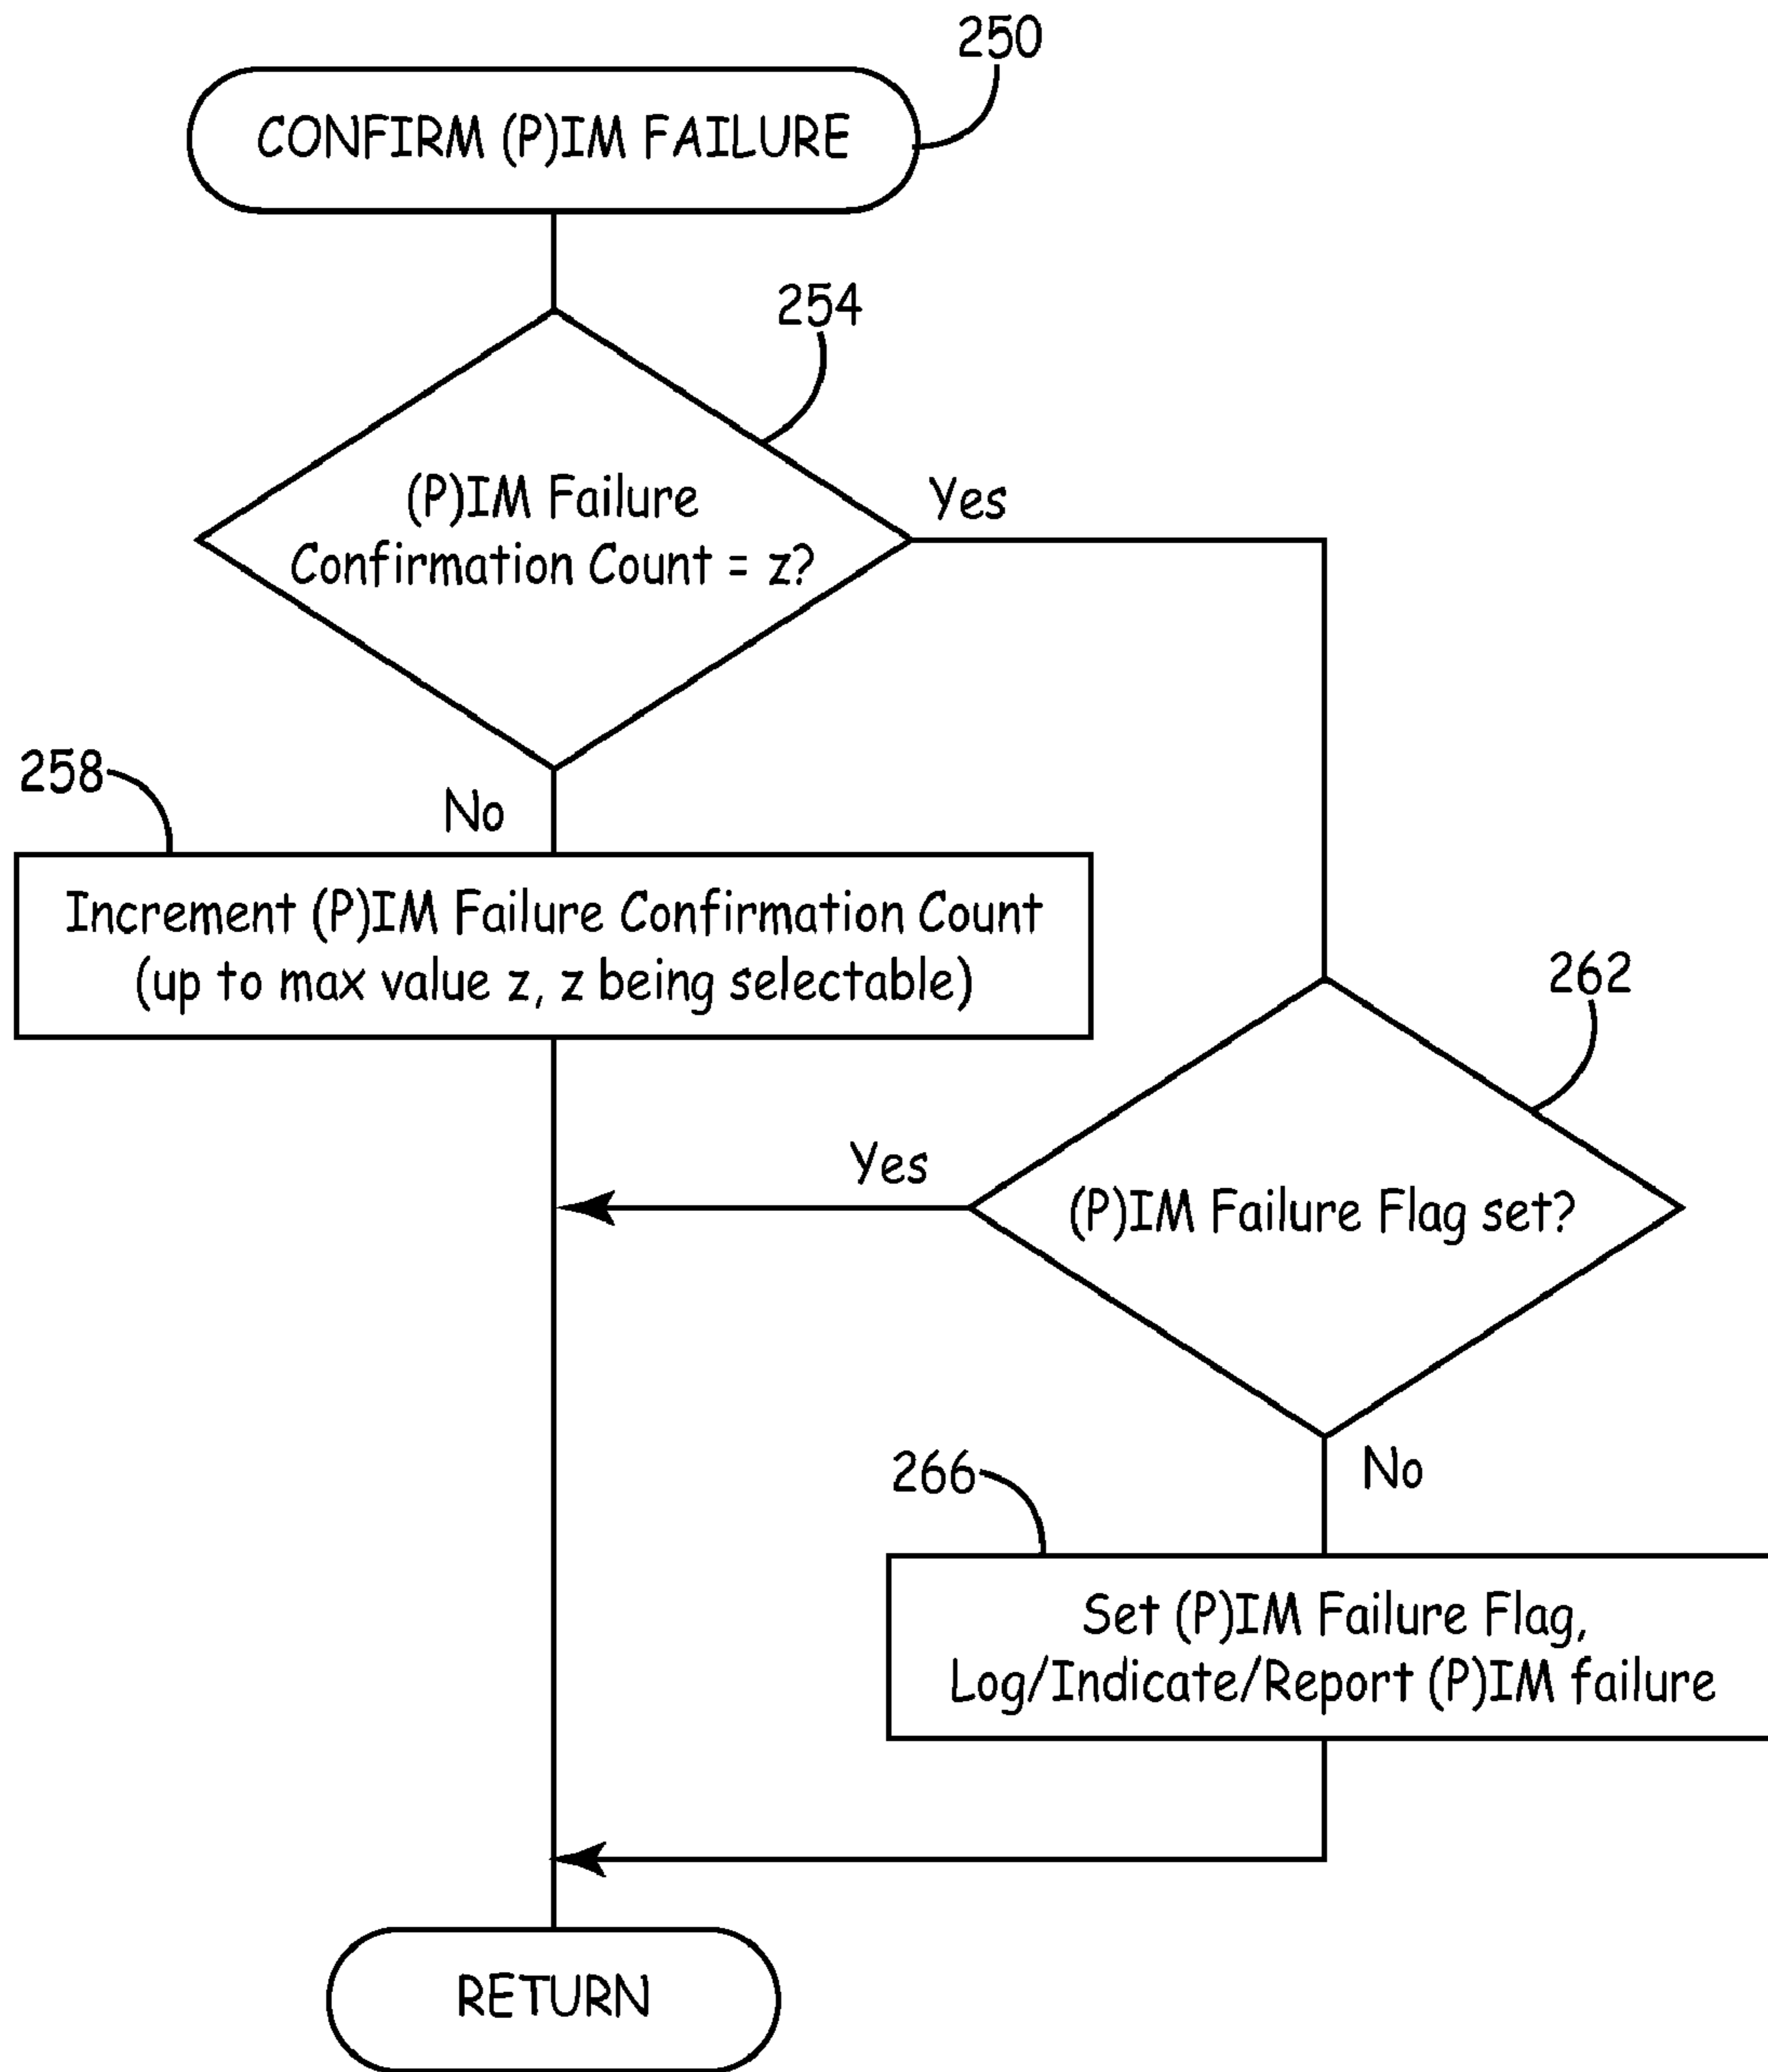 250
CONFIRM (P)IM FAILURE
254
(P)IM Failure
Confirmation Count = z?
Yes
258
No
Increment (P)IM Failure Confirmation Count
(up to max value z, z being selectable)
262
Yes
(P)IM Failure Flag set?
266
No
Set (P)IM Failure Flag,
Log/Indicate/Report (P)IM failure
RETURN